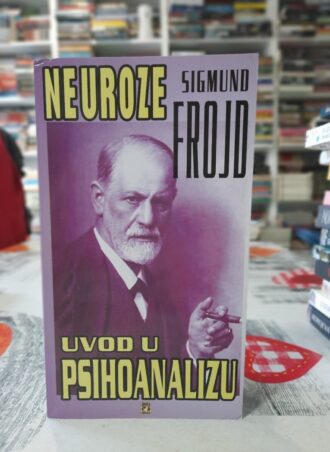 NEUROZE
SIGMUND
FROJD
UVOD U
PSIHOANALIZU